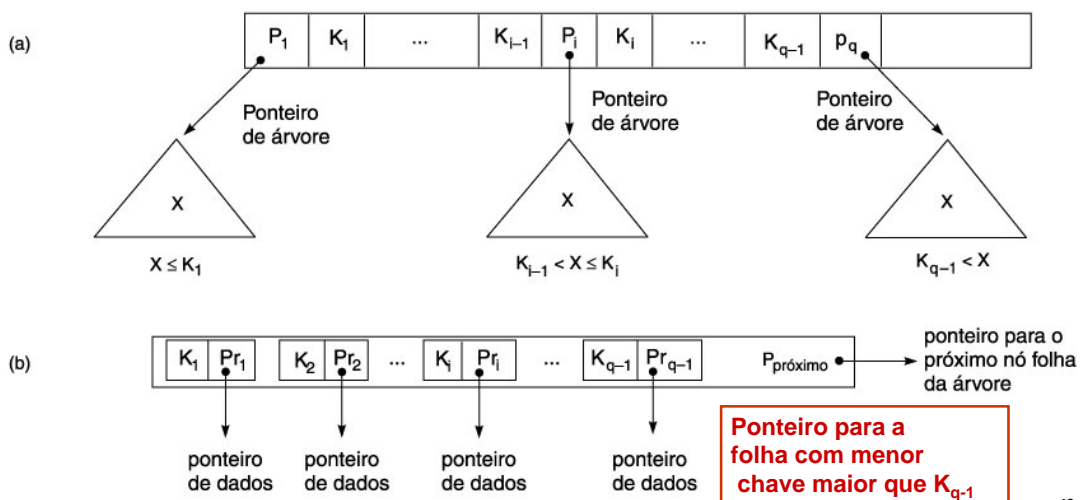 (a)
P1 K1 ... Ki–1 Pi Ki ... Kq–1 pq
Ponteiro de árvore
Ponteiro de árvore
Ponteiro de árvore
X
X
X
X ≤ K1
Ki–1 < X ≤ Ki
Kq–1 < X
(b)
K1 Pr1 K2 Pr2 ... Ki Pri ... Kq–1 Prq–1 Ppróximo
ponteiro para o
próximo nó folha
da árvore
ponteiro de dados
ponteiro de dados
ponteiro de dados
ponteiro de dados
Ponteiro para a
folha com menor
chave maior que Kq-1